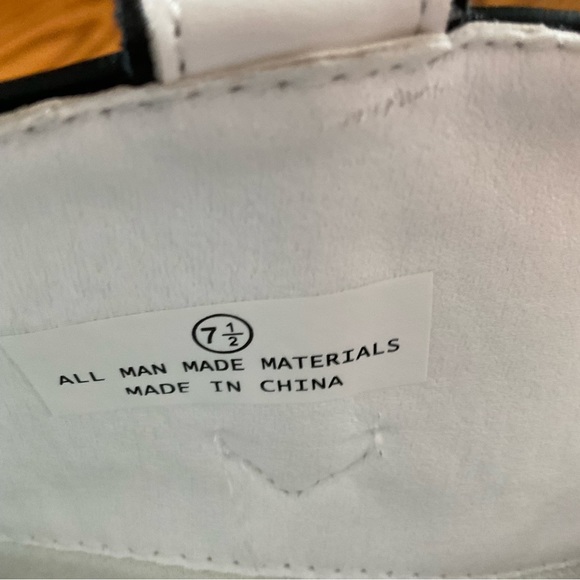 7 1/2
ALL MAN MADE MATERIALS
MADE IN CHINA